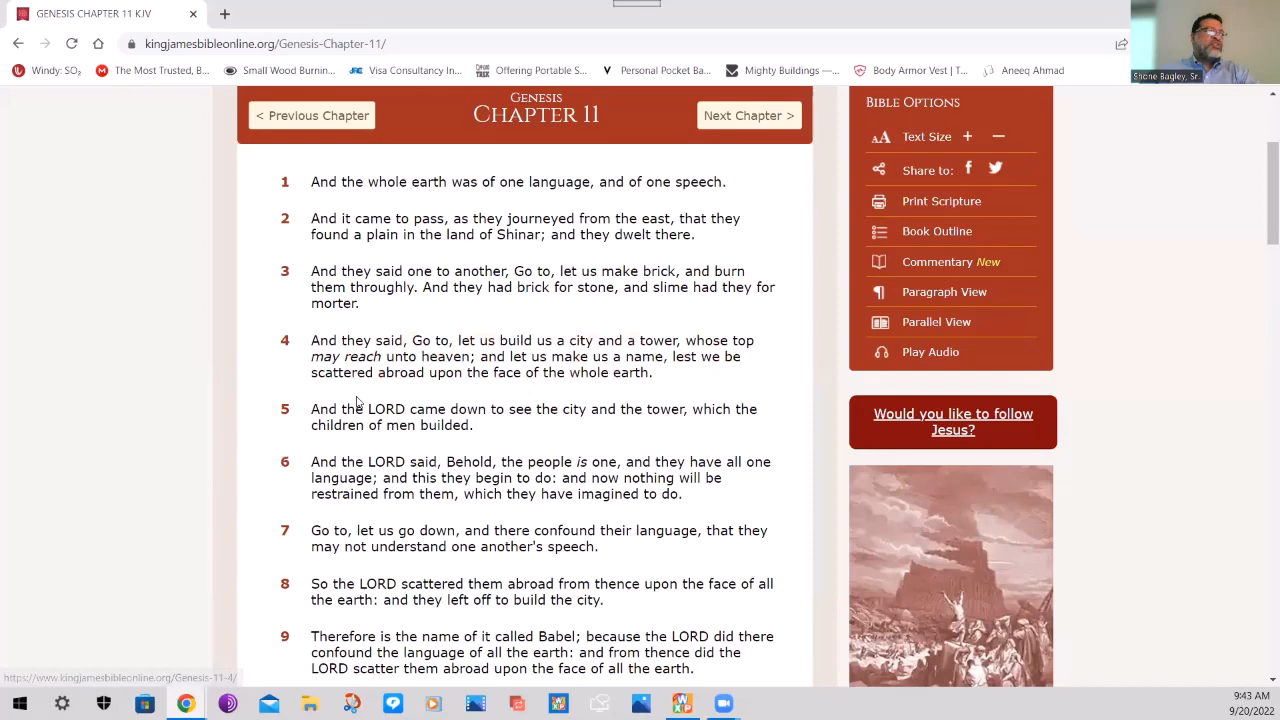 GENESIS CHAPTER 11 KJV
kingjamesbibleonline.org/Genesis-Chapter-11/
Windy: SO₂
The Most Trusted, B...
Small Wood Burnin...
Visa Consultancy In...
Offering Portable S...
Personal Pocket Ba...
Mighty Buildings —...
Body Armor Vest | T...
Aneeq Ahmad
Shone Bagley, Sr.
< Previous Chapter
Genesis
Chapter 11
Next Chapter >
1 And the whole earth was of one language, and of one speech.
2 And it came to pass, as they journeyed from the east, that they
found a plain in the land of Shinar; and they dwelt there.
3 And they said one to another, Go to, let us make brick, and burn
them throughly. And they had brick for stone, and slime had they for
morter.
4 And they said, Go to, let us build us a city and a tower, whose top
may reach unto heaven; and let us make us a name, lest we be
scattered abroad upon the face of the whole earth.
5 And the LORD came down to see the city and the tower, which the
children of men builded.
6 And the LORD said, Behold, the people is one, and they have all one
language; and this they begin to do: and now nothing will be
restrained from them, which they have imagined to do.
7 Go to, let us go down, and there confound their language, that they
may not understand one another's speech.
8 So the LORD scattered them abroad from thence upon the face of all
the earth: and they left off to build the city.
9 Therefore is the name of it called Babel; because the LORD did there
confound the language of all the earth: and from thence did the
LORD scatter them abroad upon the face of all the earth.
Bible Options
AA Text Size + —
Share to:
Print Scripture
Book Outline
Commentary New
Paragraph View
Parallel View
Play Audio
Would you like to follow
Jesus?
https://www.kingjamesbibleonline.org/Genesis-11-4/
9:43 AM
9/20/2022